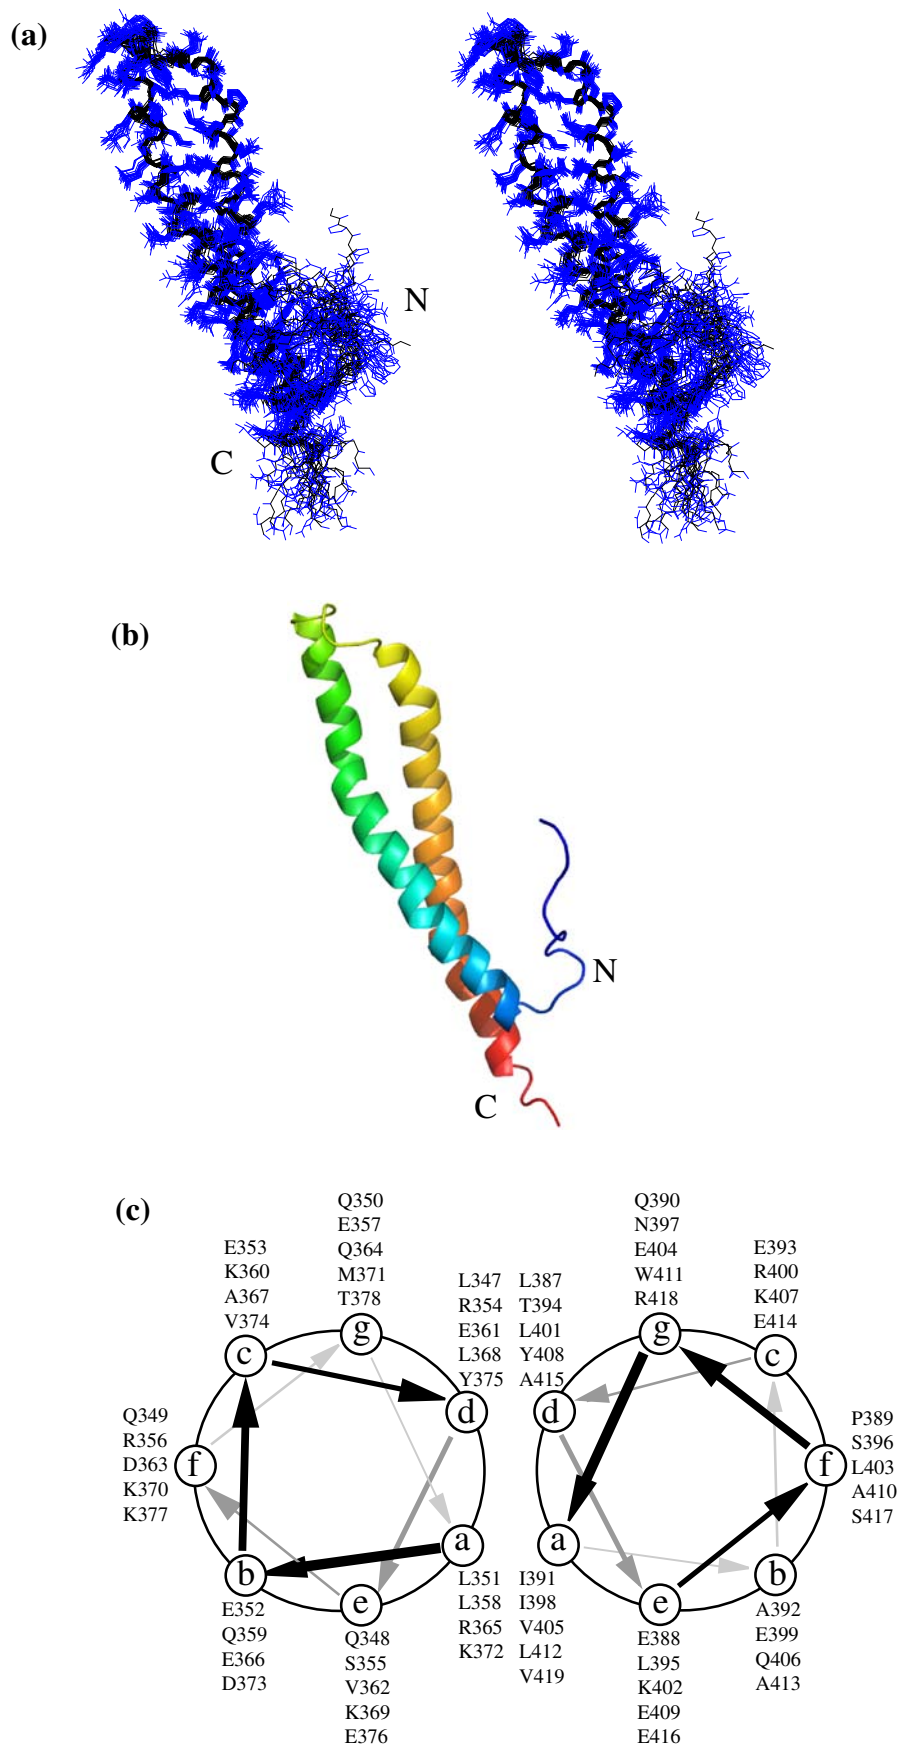 (a)
N
C
(b)
N
C
(c)
Q350
E357
Q364
M371
T378
E353
K360
A367
V374
L347
R354
E361
L368
Y375
g
c
d
Q349
R356
D363
K370
K377
f
a
b
e
E352
Q359
E366
D373
Q348
S355
V362
K369
E376
L351
L358
R365
K372
Q390
N397
E404
W411
R418
E393
R400
K407
E414
L387
T394
L401
Y408
A415
g
c
d
P389
S396
L403
A410
S417
f
a
b
e
I391
I398
V405
L412
V419
E388
L395
K402
E409
E416
A392
E399
Q406
A413